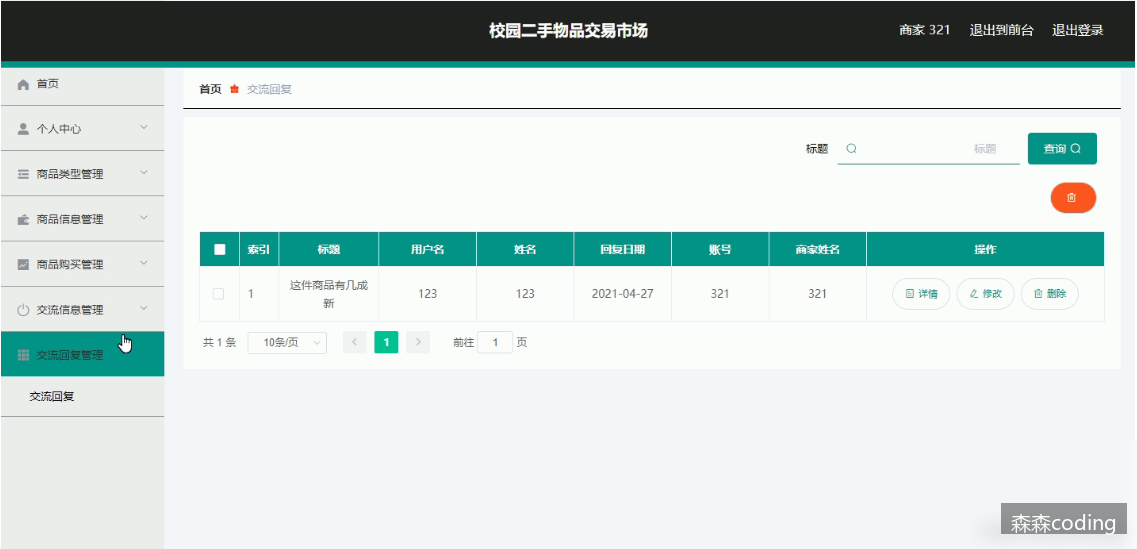 校园二手物品交易市场
商家 321 退出到前台 退出登录
首页
个人中心
商品类型管理
商品信息管理
商品购买管理
交流信息管理
交流回复管理
交流回复
首页 交流回复
标题 标题 查询
索引 标题 用户名 姓名 回复日期 账号 商家姓名 操作
1 这件商品有几成新 123 123 2021-04-27 321 321 详情 修改 删除
共 1 条 10条/页 1 前往 1 页
森森coding